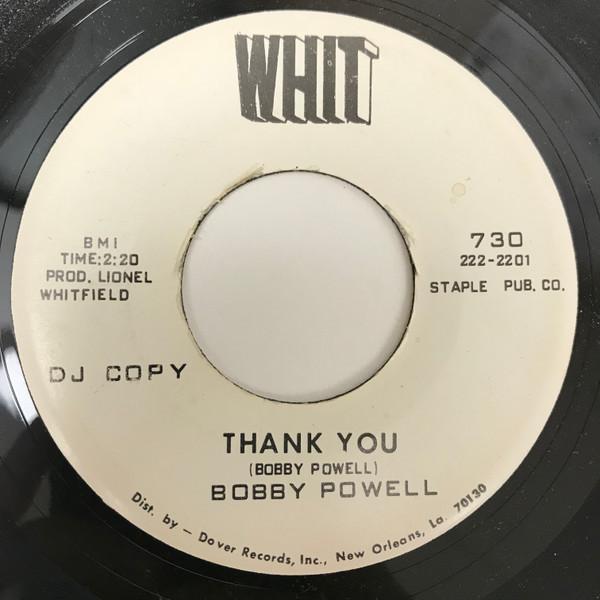 WHIT
BMI
TIME:2:20
PROD. LIONEL
WHITFIELD
730
222-2201
STAPLE PUB. CO.
DJ COPY
THANK YOU
(BOBBY POWELL)
BOBBY POWELL
Dist. by — Dover Records, Inc., New Orleans, La. 70130